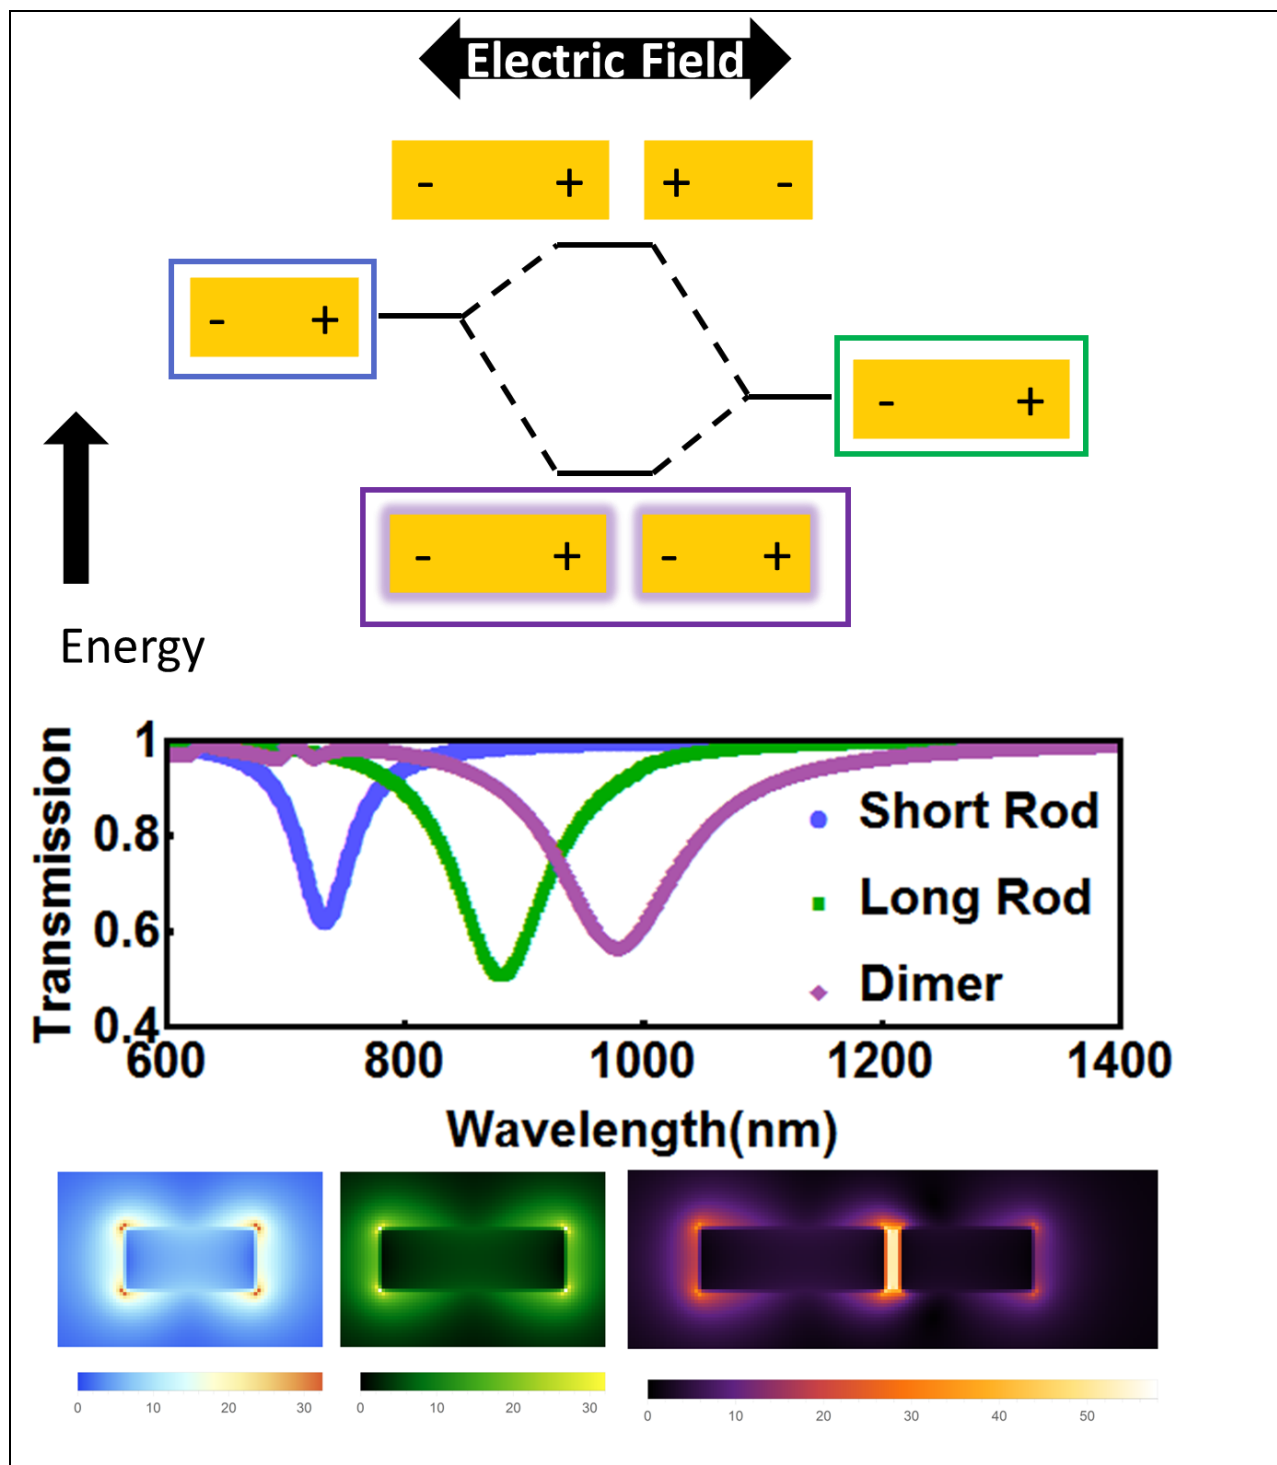 Electric Field
- + + -
- +
- +
- + - +
Energy
Transmission
1
0.8
0.6
0.4
Short Rod
Long Rod
Dimer
600 800 1000 1200 1400
Wavelength(nm)
0 10 20 30
0 10 20 30
0 10 20 30 40 50